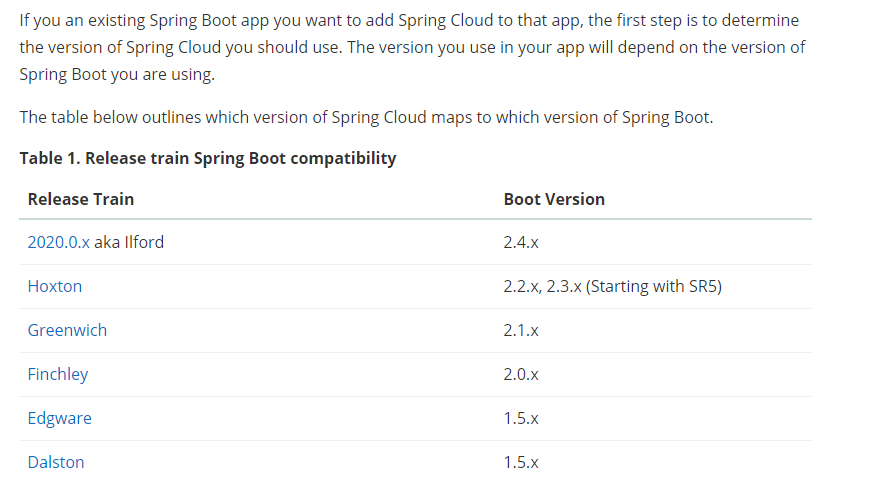 If you an existing Spring Boot app you want to add Spring Cloud to that app, the first step is to determine
the version of Spring Cloud you should use. The version you use in your app will depend on the version of
Spring Boot you are using.
The table below outlines which version of Spring Cloud maps to which version of Spring Boot.
Table 1. Release train Spring Boot compatibility
Release Train Boot Version
2020.0.x aka Ilford 2.4.x
Hoxton 2.2.x, 2.3.x (Starting with SR5)
Greenwich 2.1.x
Finchley 2.0.x
Edgware 1.5.x
Dalston 1.5.x